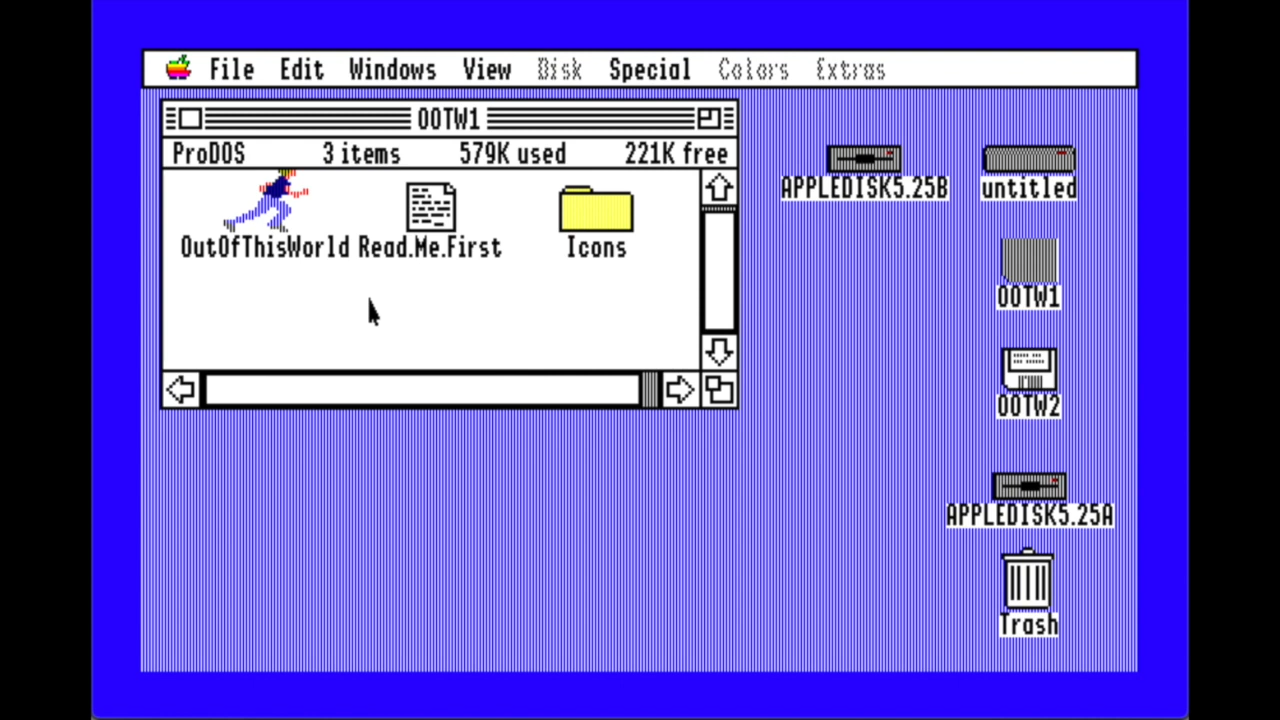 File Edit Windows View Disk Special Colors Extras
OOTW1
ProDOS 3 items 579K used 221K free
OutOfThisWorld Read.Me.First Icons
APPLEDISK5.25B untitled
OOTW1
OOTW2
APPLEDISK5.25A
Trash